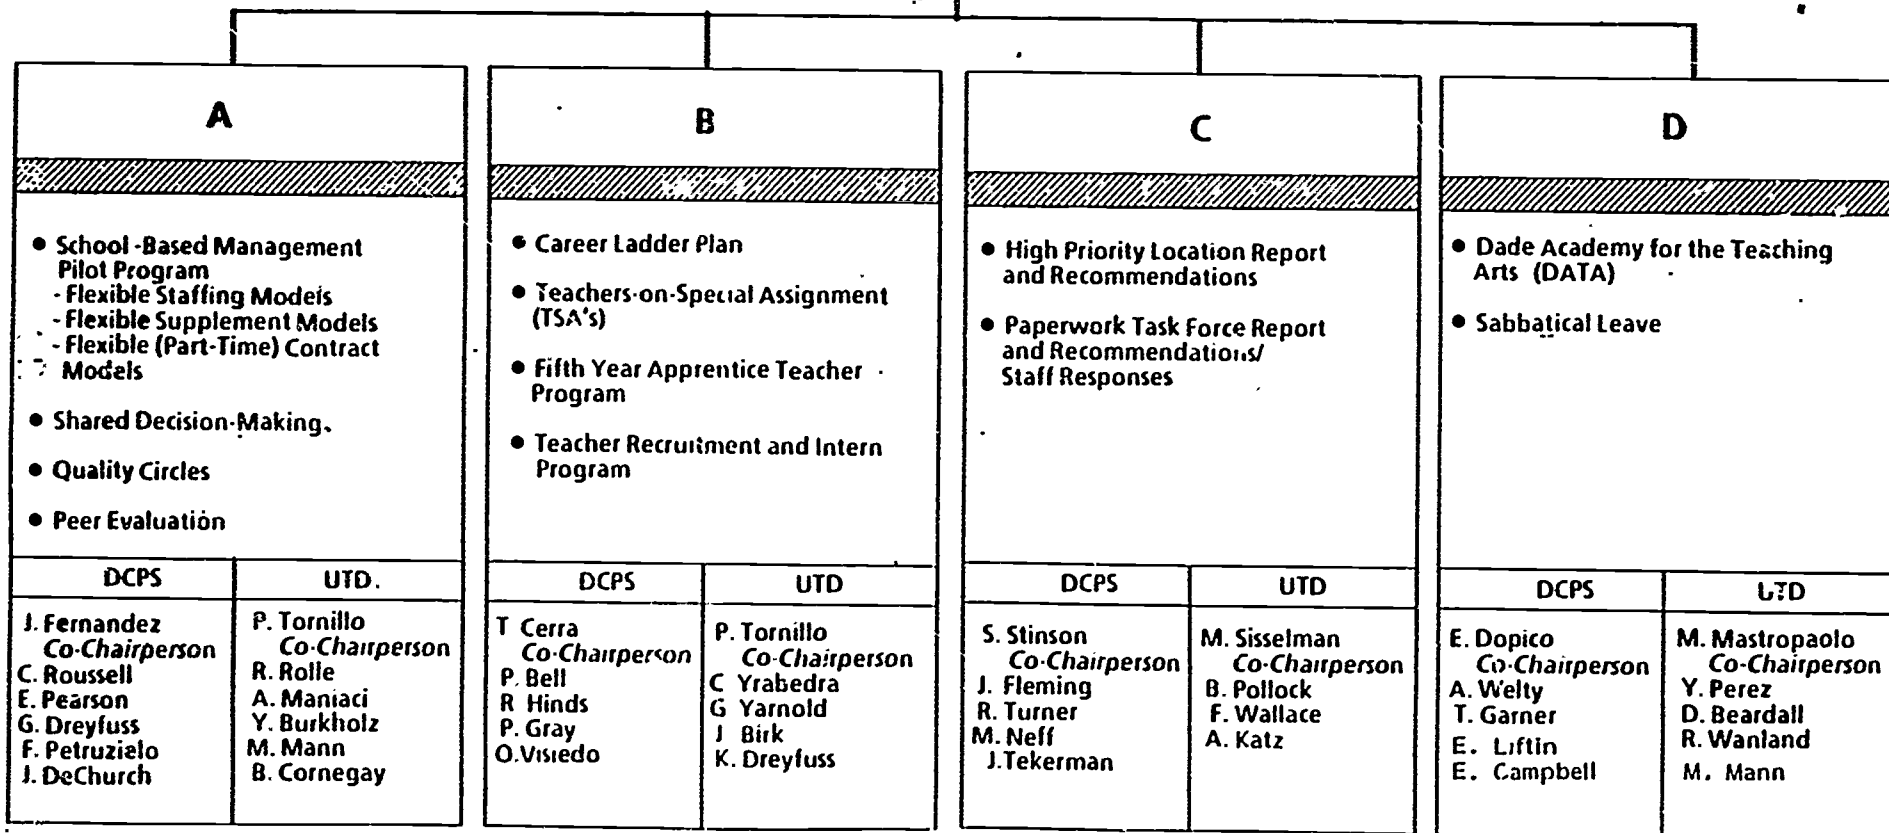 A
● School-Based Management
Pilot Program
- Flexible Staffing Models
- Flexible Supplement Models
- Flexible (Part-Time) Contract
Models
● Shared Decision-Making.
● Quality Circles
● Peer Evaluation
DCPS
UTD.
J. Fernandez
Co-Chairperson
C. Roussell
E. Pearson
G. Dreyfuss
F. Petruzielo
J. DeChurch
P. Tornillo
Co-Chairperson
R. Rolle
A. Maniaci
Y. Burkholz
M. Mann
B. Cornegay
B
● Career Ladder Plan
● Teachers-on-Special Assignment
(TSA's)
● Fifth Year Apprentice Teacher
Program
● Teacher Recruitment and Intern
Program
DCPS
UTD
T Cerra
Co-Chairperson
P. Bell
R Hinds
P. Gray
O.Visiedo
P. Tornillo
Co-Chairperson
C Yrabedra
G Yarnold
J Birk
K. Dreyfuss
C
● High Priority Location Report
and Recommendations
● Paperwork Task Force Report
and Recommendations/
Staff Responses
DCPS
UTD
S. Stinson
Co-Chairperson
J. Fleming
R. Turner
M. Neff
J.Tekerman
M. Sisselman
Co-Chairperson
B. Pollock
F. Wallace
A. Katz
D
● Dade Academy for the Teaching
Arts (DATA)
● Sabbatical Leave
DCPS
UTD
E. Dopico
Co-Chairperson
A. Welty
T. Garner
E. Liftin
E. Campbell
M. Mastropaolo
Co-Chairperson
Y. Perez
D. Beardall
R. Wanland
M. Mann